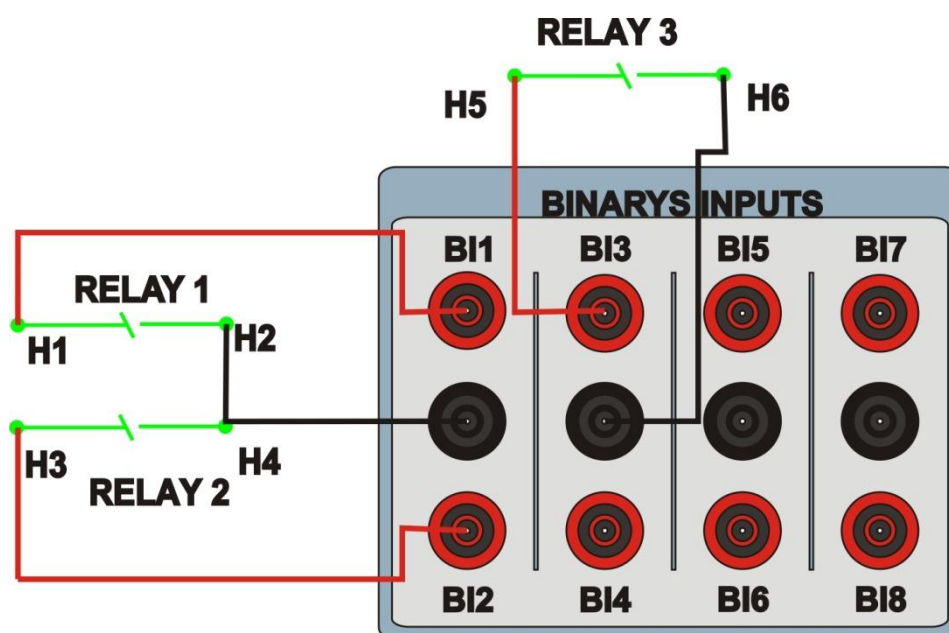 RELAY 3
H5
H6
BINARYS INPUTS
BI1 BI3 BI5 BI7
RELAY 1
H1
H2
H3
H4
RELAY 2
BI2 BI4 BI6 BI8